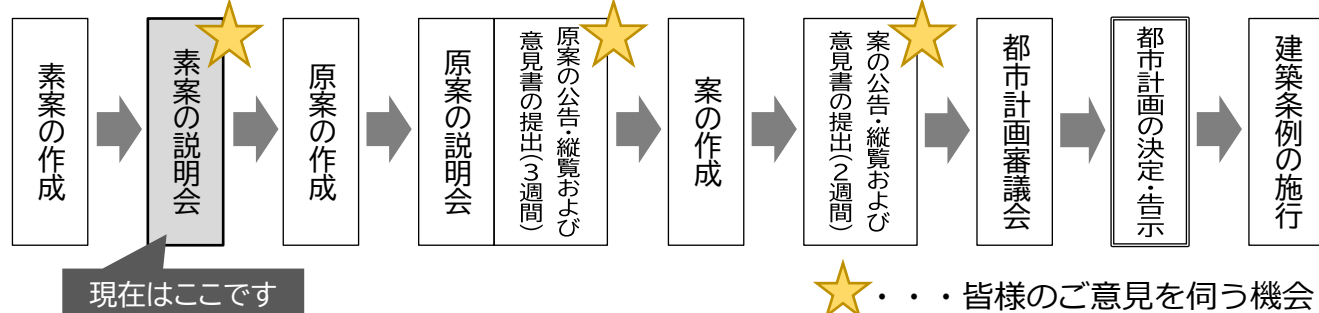 素案の作成
素案の説明会
原案の作成
原案の説明会
原案の公告・縦覧および
意見書の提出(3週間)
案の作成
案の公告・縦覧および
意見書の提出(2週間)
都市計画審議会
都市計画の決定・告示
建築条例の施行
現在はここです
・・・皆様のご意見を伺う機会